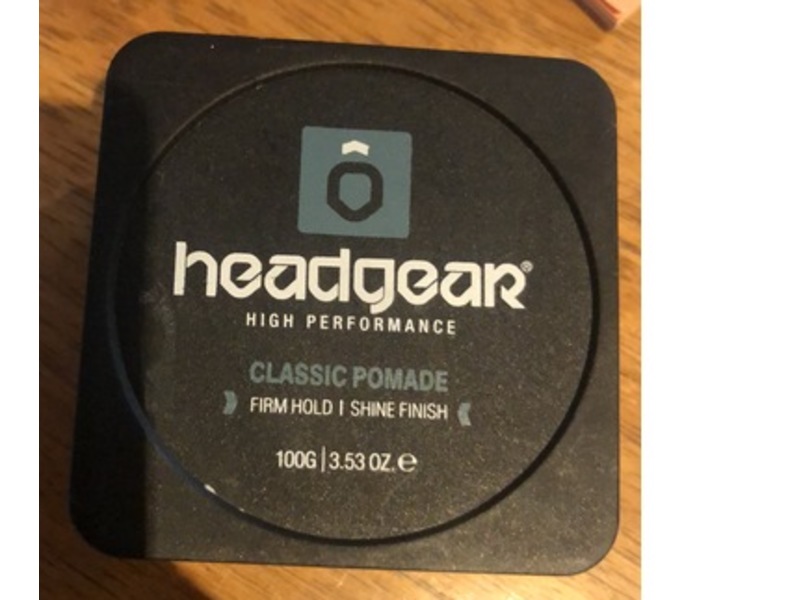 headgear®
HIGH PERFORMANCE
CLASSIC POMADE
FIRM HOLD | SHINE FINISH
100G | 3.53 OZ. ℮